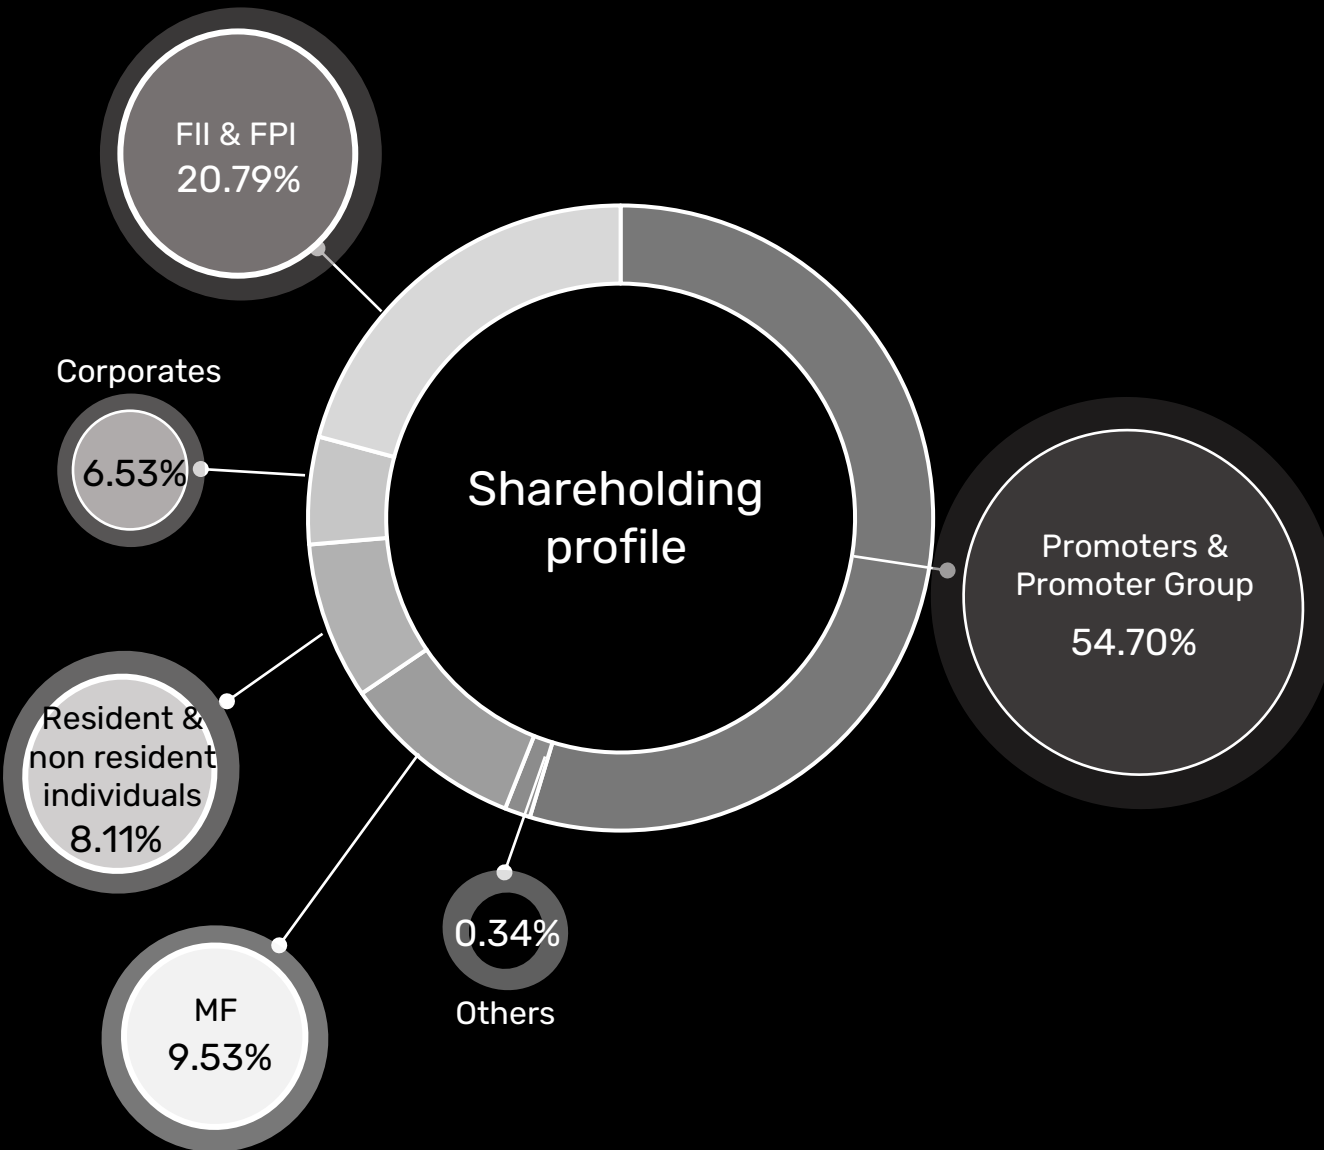 FII & FPI
20.79%
Corporates
6.53%
Shareholding
profile
Promoters &
Promoter Group
54.70%
Resident &
non resident
individuals
8.11%
0.34%
Others
MF
9.53%